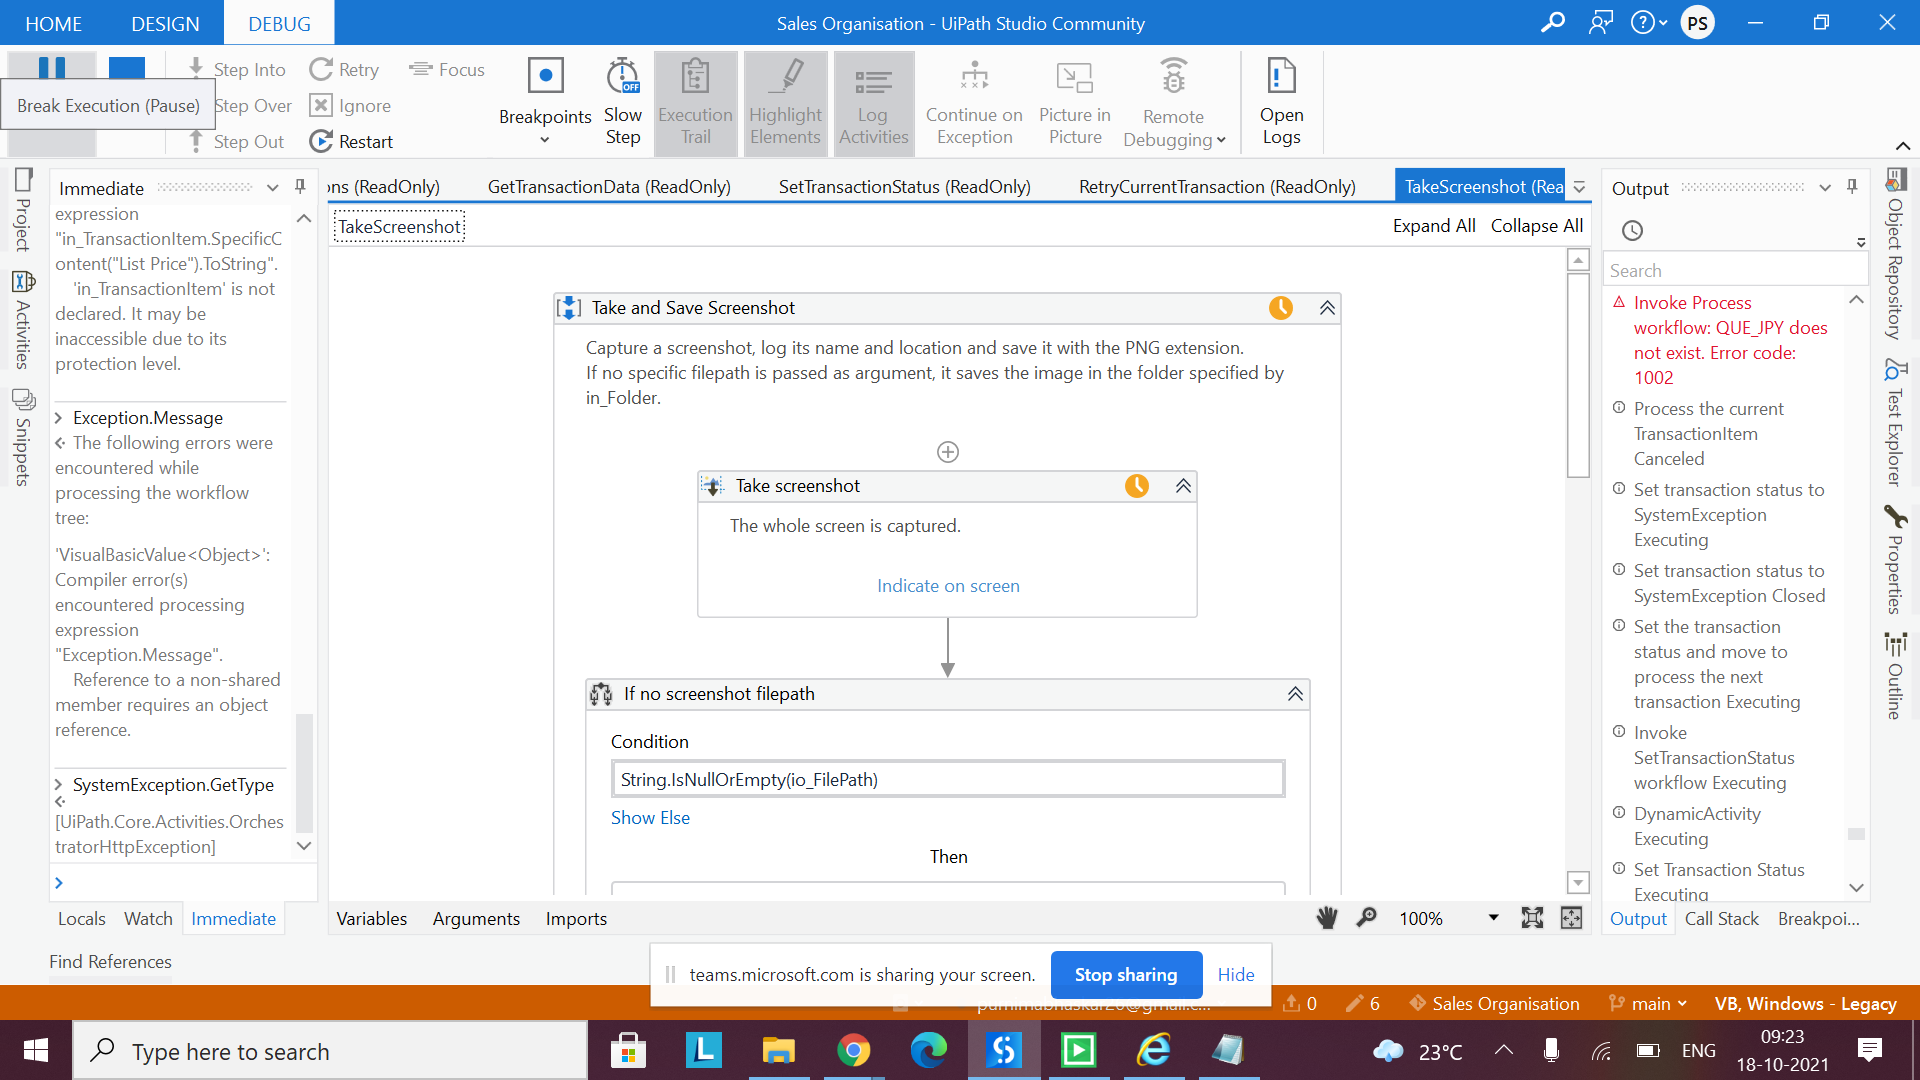 HOME DESIGN DEBUG
Sales Organisation - UiPath Studio Community
PS
Break Execution (Pause)
Step Into
Step Over
Step Out
Retry
Ignore
Restart
Focus
Breakpoints
Slow
Step
OFF
Execution
Trail
Highlight
Elements
Log
Activities
Continue on
Exception
Picture in
Picture
Remote
Debugging
Open
Logs
Project
Activities
Snippets
Immediate
expression
"in_TransactionItem.SpecificC
ontent("List Price").ToString".
'in_TransactionItem' is not
declared. It may be
inaccessible due to its
protection level.
Exception.Message
The following errors were
encountered while
processing the workflow
tree:
'VisualBasicValue<Object>':
Compiler error(s)
encountered processing
expression
"Exception.Message".
Reference to a non-shared
member requires an object
reference.
SystemException.GetType
[UiPath.Core.Activities.Orches
tratorHttpException]
Locals Watch Immediate
Find References
ons (ReadOnly) GetTransactionData (ReadOnly) SetTransactionStatus (ReadOnly) RetryCurrentTransaction (ReadOnly) TakeScreenshot (Rea
TakeScreenshot
Expand All Collapse All
Take and Save Screenshot
Capture a screenshot, log its name and location and save it with the PNG extension.
If no specific filepath is passed as argument, it saves the image in the folder specified by
in_Folder.
Take screenshot
The whole screen is captured.
Indicate on screen
If no screenshot filepath
Condition
String.IsNullOrEmpty(io_FilePath)
Show Else
Then
Variables Arguments Imports
100%
Output
Search
Invoke Process
workflow: QUE_JPY does
not exist. Error code:
1002
Process the current
TransactionItem
Canceled
Set transaction status to
SystemException
Executing
Set transaction status to
SystemException Closed
Set the transaction
status and move to
process the next
transaction Executing
Invoke
SetTransactionStatus
workflow Executing
DynamicActivity
Executing
Set Transaction Status
Executing
Output Call Stack Breakpoi...
Object Repository
Test Explorer
Properties
Outline
teams.microsoft.com is sharing your screen. Stop sharing Hide
0 6 Sales Organisation main VB, Windows - Legacy
Type here to search
23°C
ENG
09:23
18-10-2021